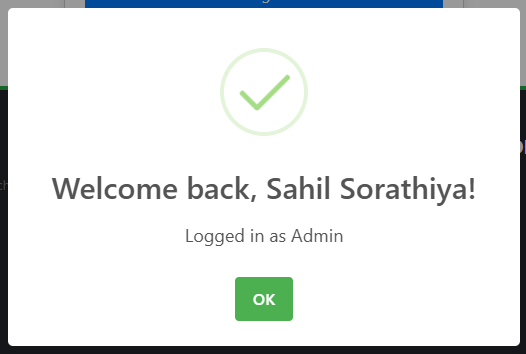 Welcome back, Sahil Sorathiya!
Logged in as Admin
OK